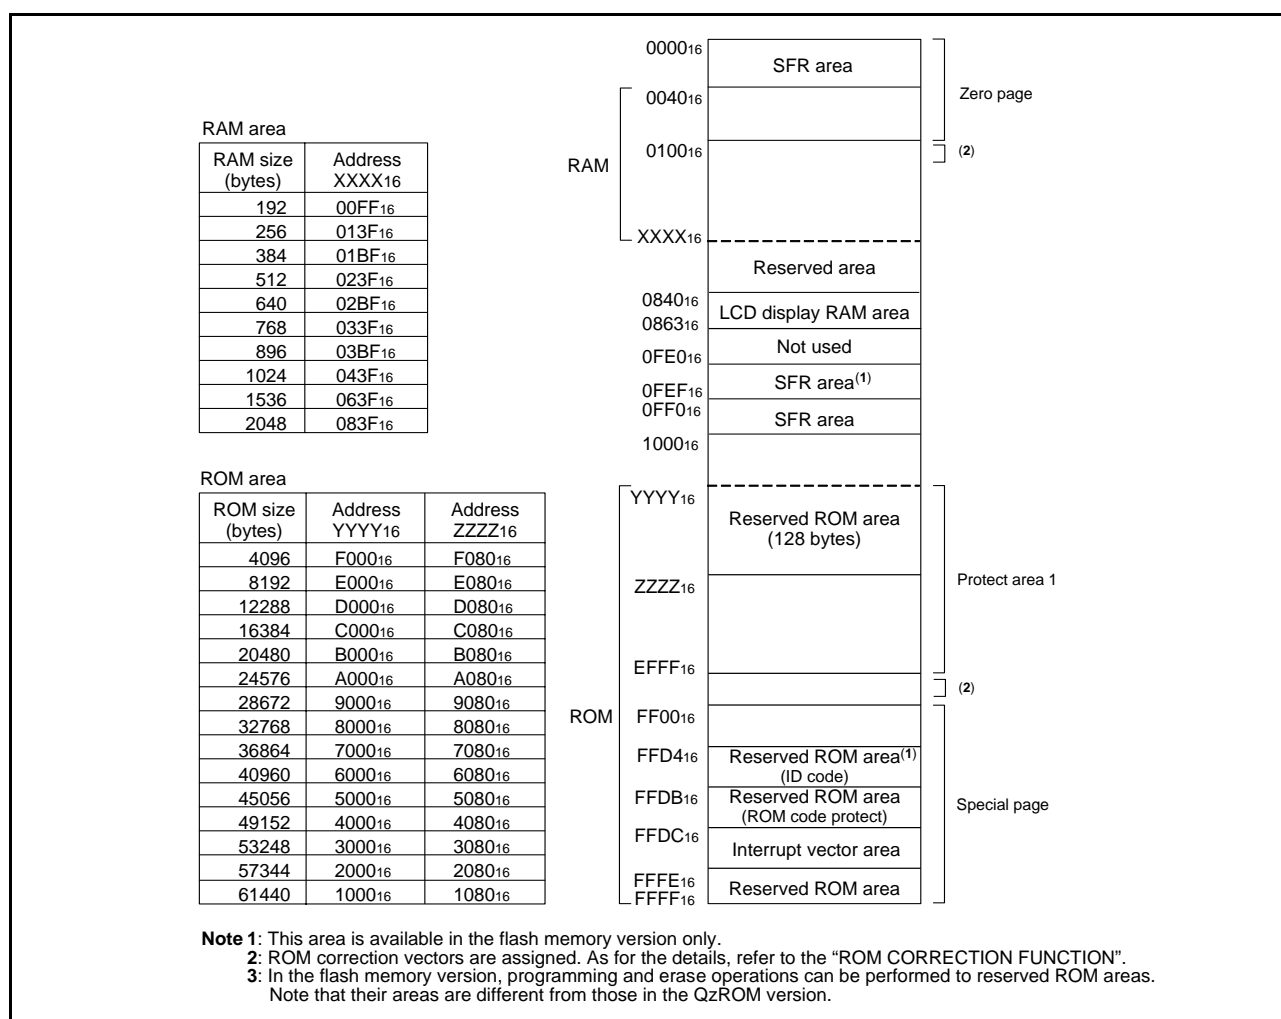 RAM area
RAM size (bytes) Address XXXX16
192 00FF16
256 013F16
384 01BF16
512 023F16
640 02BF16
768 033F16
896 03BF16
1024 043F16
1536 063F16
2048 083F16
ROM area
ROM size (bytes) Address YYYY16 Address ZZZZ16
4096 F00016 F08016
8192 E00016 E08016
12288 D00016 D08016
16384 C00016 C08016
20480 B00016 B08016
24576 A00016 A08016
28672 900016 908016
32768 800016 808016
36864 700016 708016
40960 600016 608016
45056 500016 508016
49152 400016 408016
53248 300016 308016
57344 200016 208016
61440 100016 108016
000016
SFR area
Zero page
004016
RAM
010016
(2)
XXXX16
Reserved area
084016
LCD display RAM area
086316
Not used
0FE016
SFR area(1)
0FEF16
0FF016
SFR area
100016
YYYY16
Reserved ROM area
(128 bytes)
Protect area 1
ZZZZ16
EFFF16
(2)
ROM
FF0016
FFD416
Reserved ROM area(1)
(ID code)
FFDB16
Reserved ROM area
(ROM code protect)
Special page
FFDC16
Interrupt vector area
FFFE16
Reserved ROM area
FFFF16
Note 1: This area is available in the flash memory version only.
2: ROM correction vectors are assigned. As for the details, refer to the “ROM CORRECTION FUNCTION”.
3: In the flash memory version, programming and erase operations can be performed to reserved ROM areas.
Note that their areas are different from those in the QzROM version.